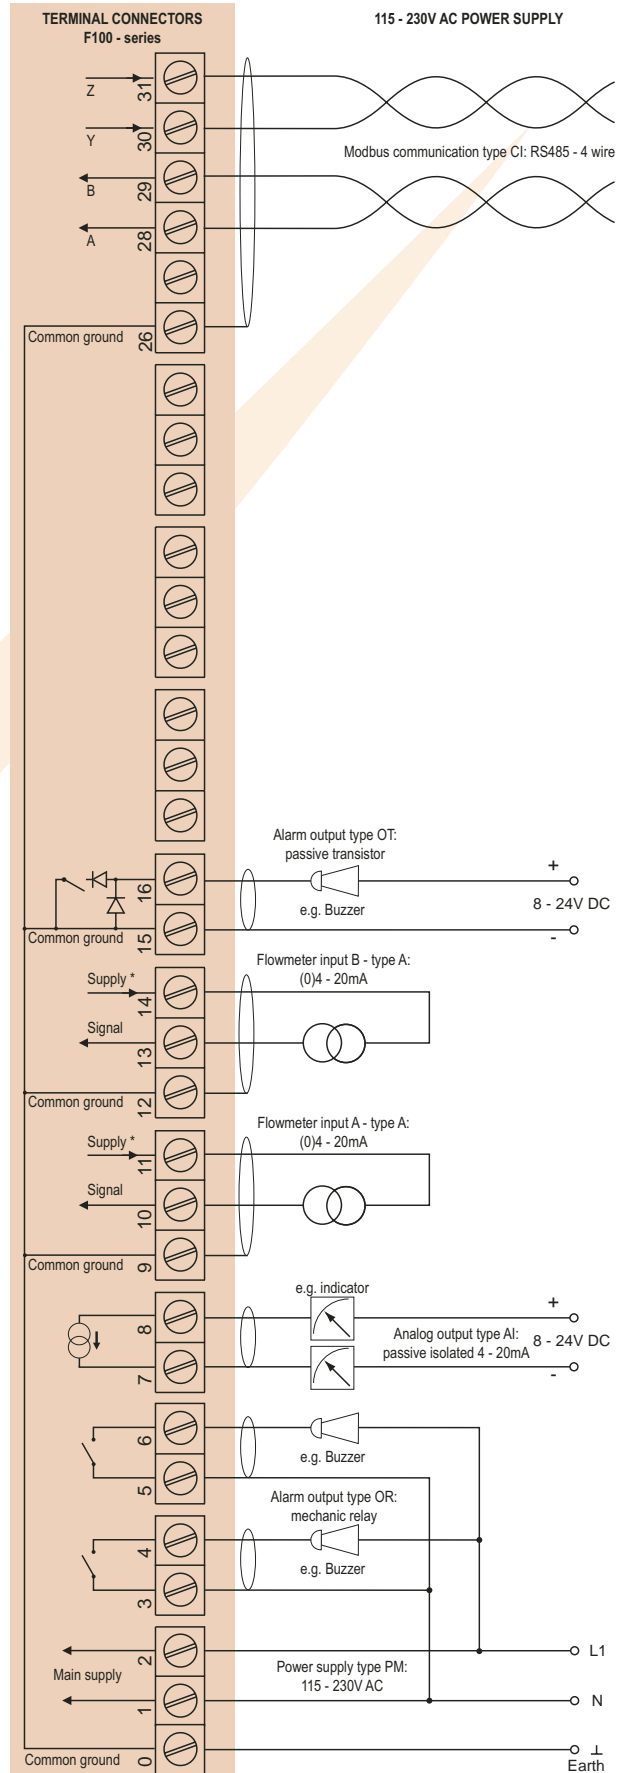 TERMINAL CONNECTORS
F100 - series
115 - 230V AC POWER SUPPLY
Z
31
Y
30
Modbus communication type CI: RS485 - 4 wire
B
29
A
28
Common ground
26
Alarm output type OT:
passive transistor
16
+
e.g. Buzzer
8 - 24V DC
Common ground
15
-
Flowmeter input B - type A:
(0)4 - 20mA
Supply *
14
Signal
13
Common ground
12
Flowmeter input A - type A:
(0)4 - 20mA
Supply *
11
Signal
10
Common ground
9
e.g. indicator
+
8
Analog output type AI:
passive isolated 4 - 20mA
8 - 24V DC
7
-
6
e.g. Buzzer
5
Alarm output type OR:
mechanic relay
4
e.g. Buzzer
3
2
L1
Main supply
Power supply type PM:
115 - 230V AC
1
N
Common ground
0
Earth